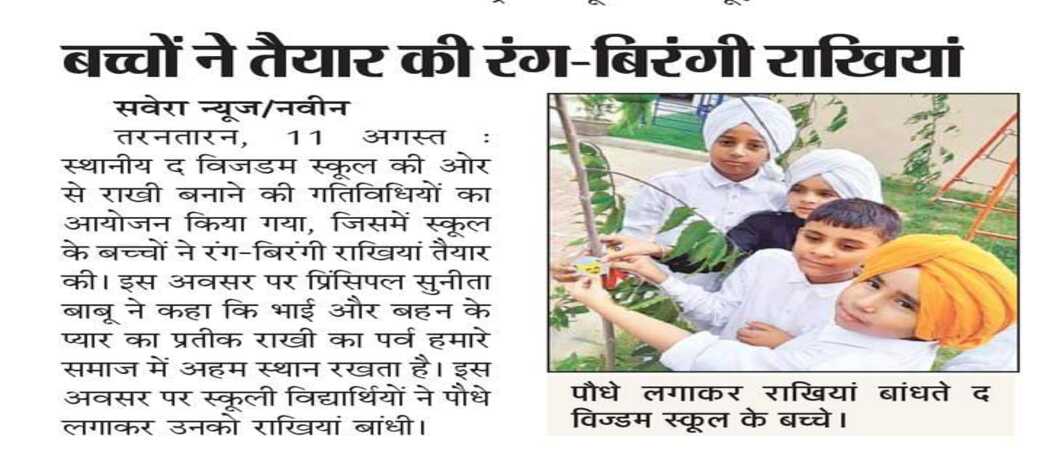 बच्चों ने तैयार की रंग-बिरंगी राखियां
सवेरा न्यूज/नवीन
तरनतारन, 11 अगस्त :
स्थानीय द विजडम स्कूल की ओर
से राखी बनाने की गतिविधियों का
आयोजन किया गया, जिसमें स्कूल
के बच्चों ने रंग-बिरंगी राखियां तैयार
की। इस अवसर पर प्रिंसिपल सुनीता
बाबू ने कहा कि भाई और बहन के
प्यार का प्रतीक राखी का पर्व हमारे
समाज में अहम स्थान रखता है। इस
अवसर पर स्कूली विद्यार्थियों ने पौधे
लगाकर उनको राखियां बांधी।
पौधे लगाकर राखियां बांधते द
विज्डम स्कूल के बच्चे।